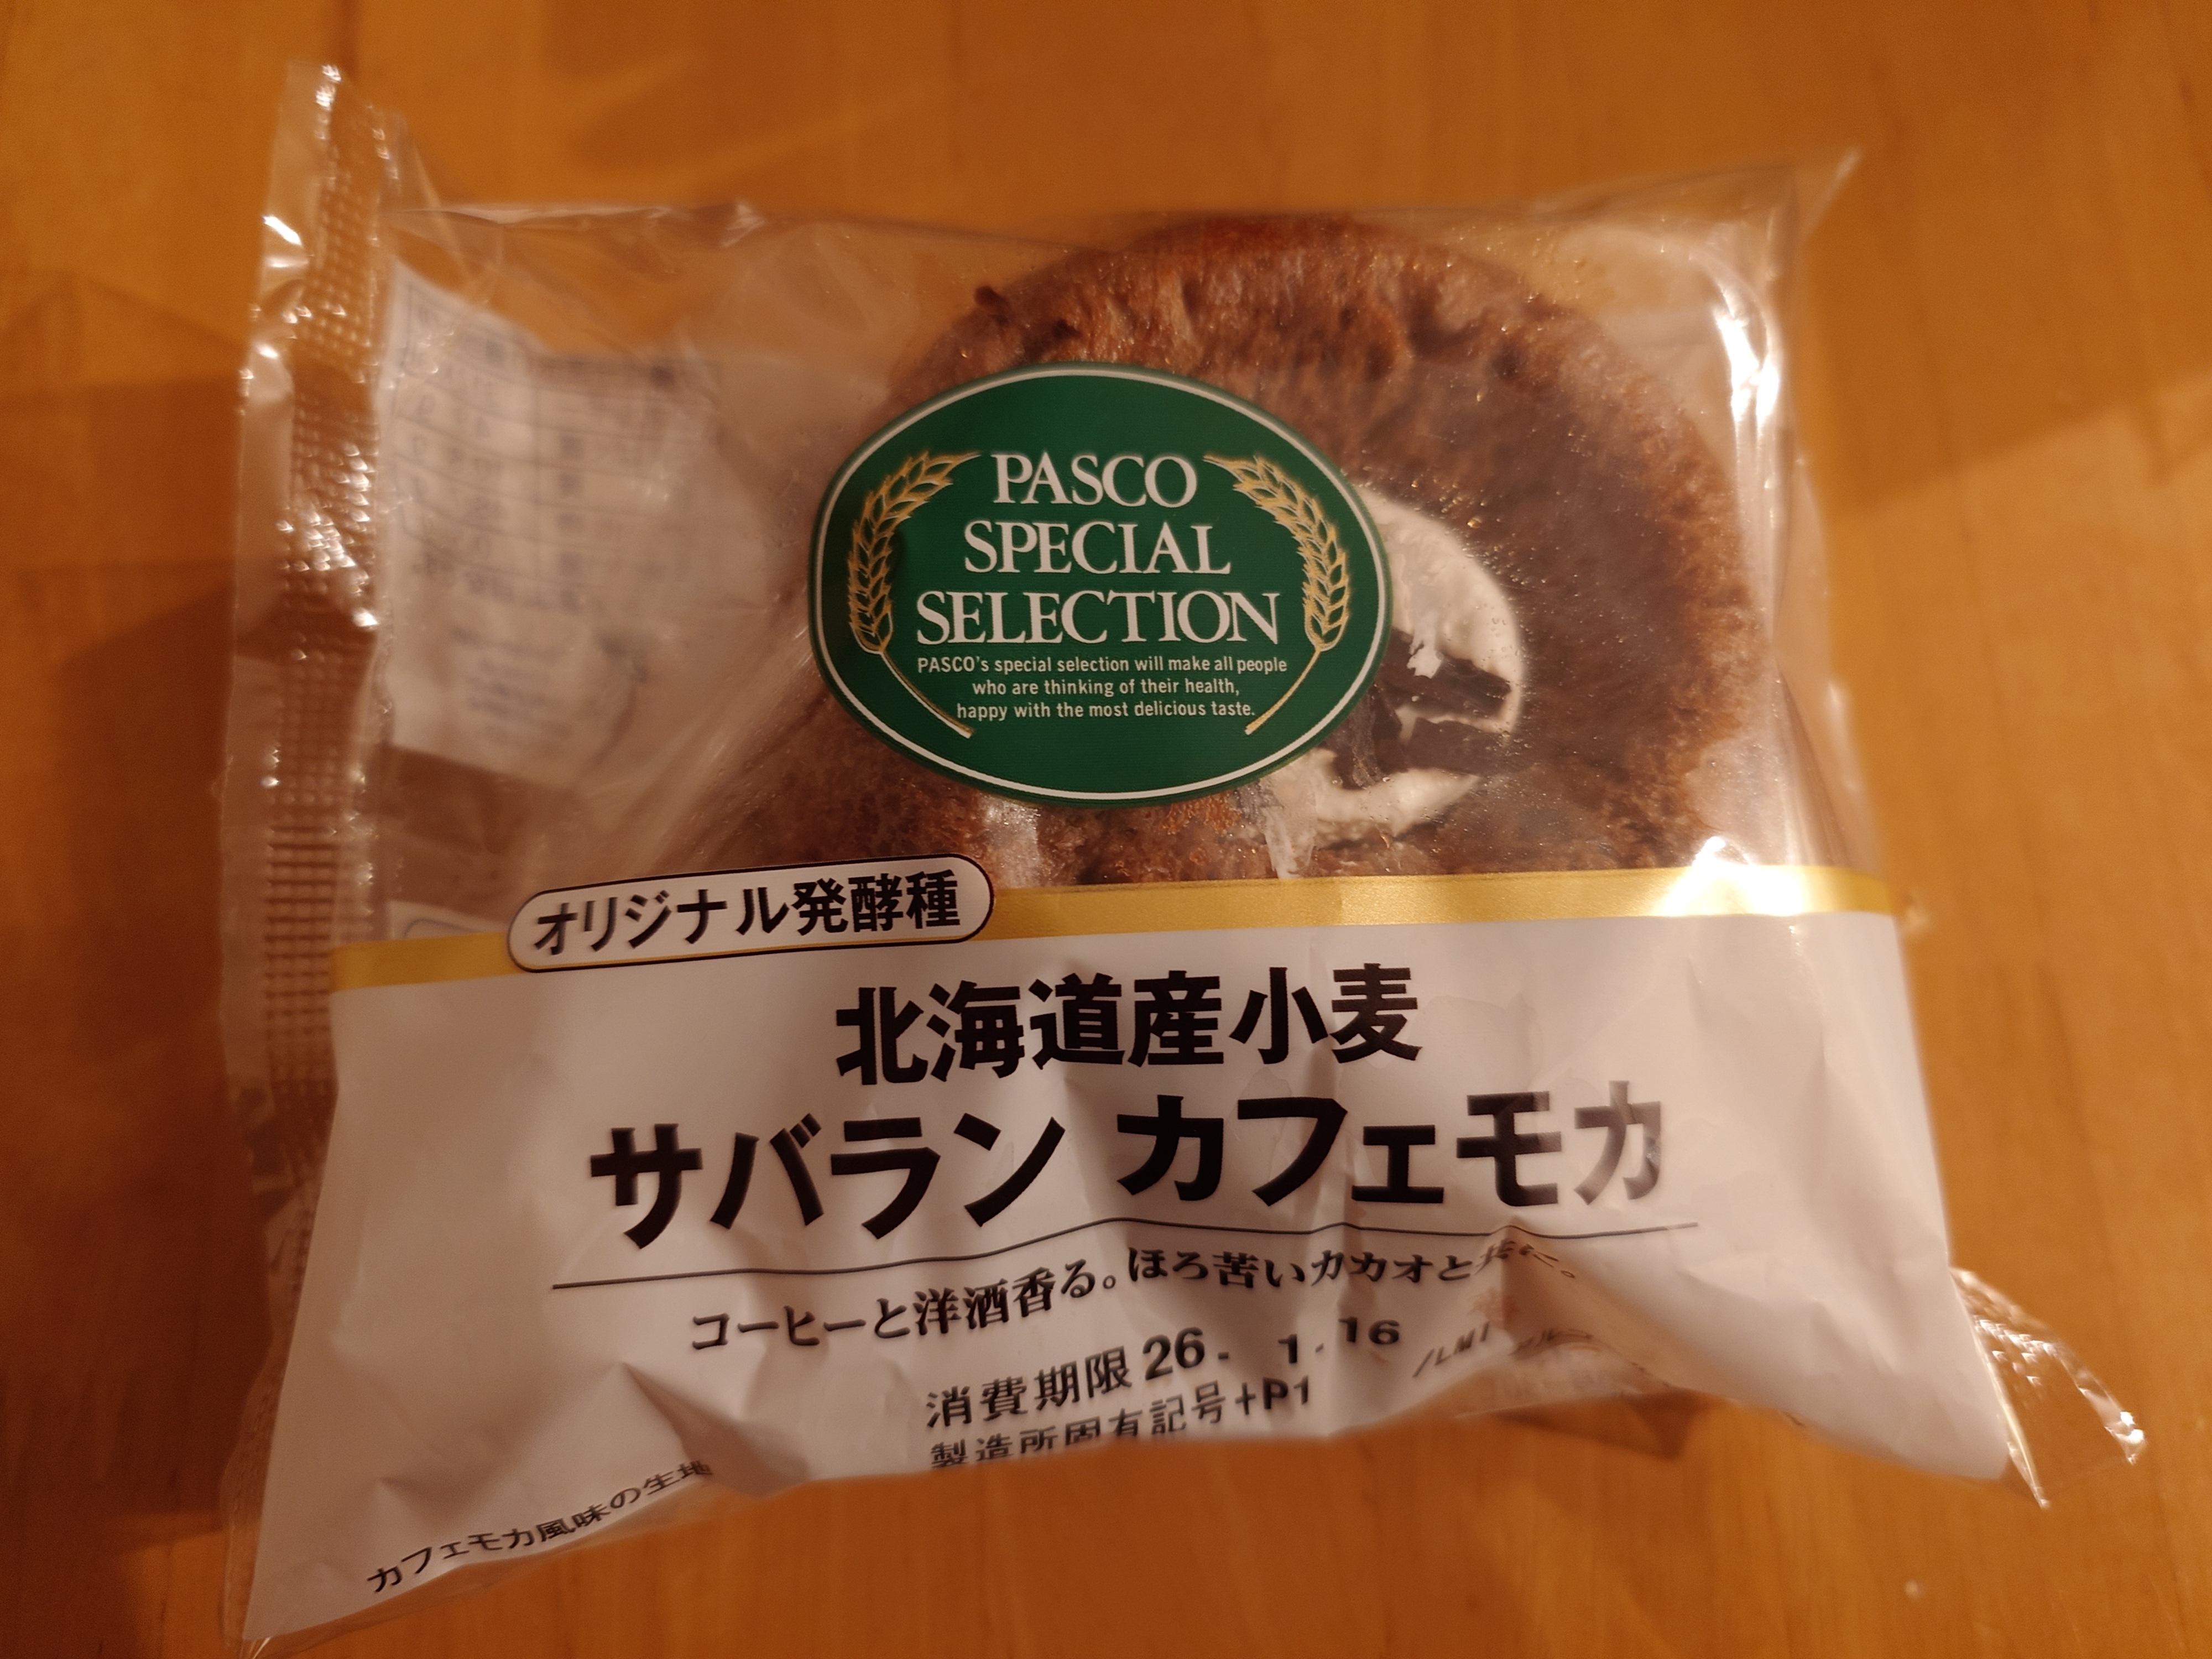 PASCO
SPECIAL
SELECTION
PASCO's special selection will make all people
who are thinking of their health,
happy with the most delicious taste.
オリジナル発酵種
北海道産小麦
サバラン カフェモカ
コーヒーと洋酒香る。ほろ苦いカカオと共に。
消費期限 26. 1.16
製造所固有記号+P1
/LM1
カフェモカ風味の生地